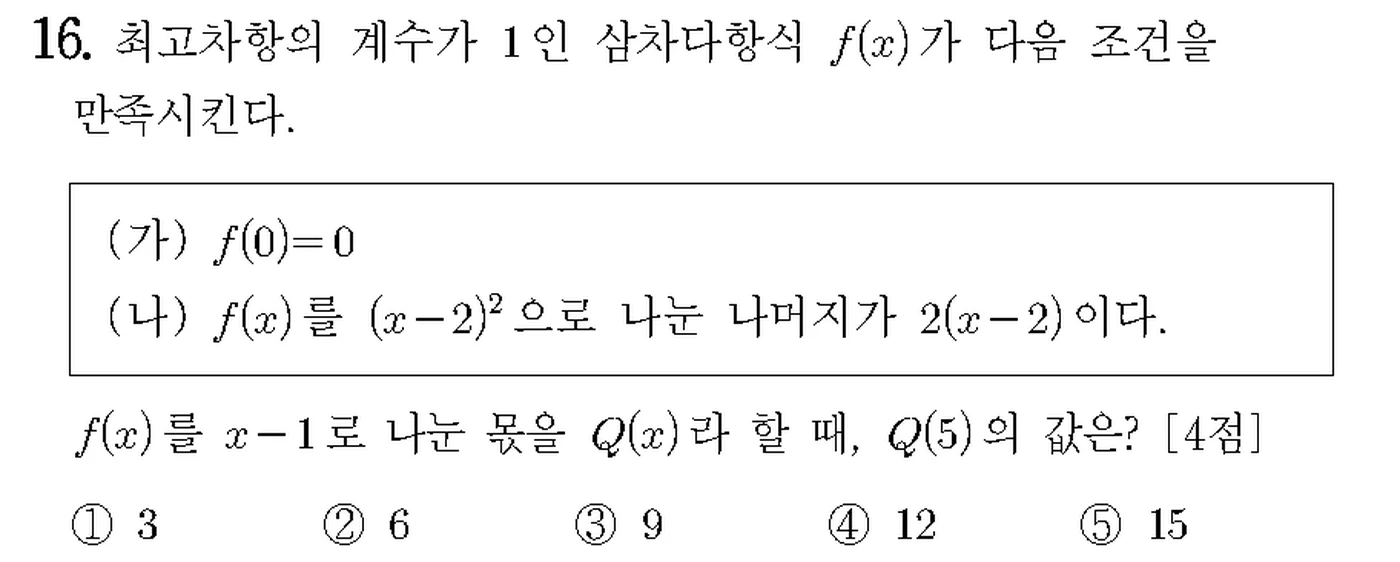 16. 최고차항의 계수가 1인 삼차다항식 f(x)가 다음 조건을
만족시킨다.
(가) f(0)=0
(나) f(x)를 (x-2)²으로 나눈 나머지가 2(x-2)이다.
f(x)를 x-1로 나눈 몫을 Q(x)라 할 때, Q(5)의 값은? [4점]
① 3 ② 6 ③ 9 ④ 12 ⑤ 15